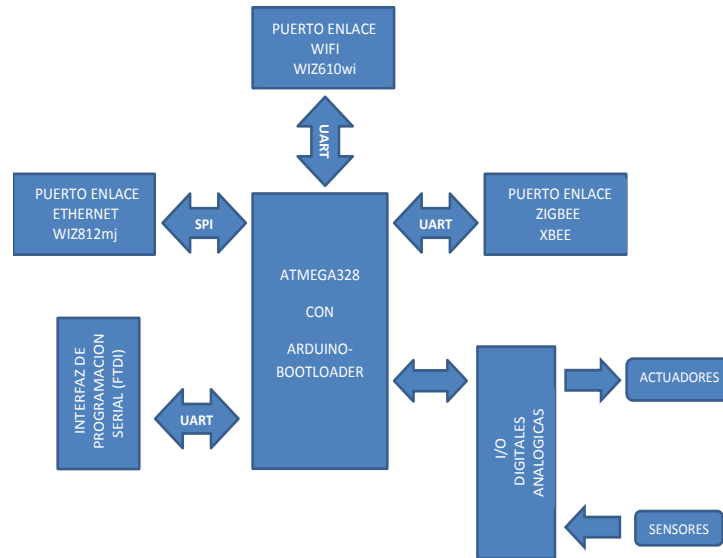 PUERTO ENLACE
WIFI
WIZ610wi
UART
PUERTO ENLACE
ETHERNET
WIZ812mj
SPI
UART
PUERTO ENLACE
ZIGBEE
XBEE
ATMEGA328
CON
ARDUINO-
BOOTLOADER
INTERFAZ DE
PROGRAMACION
SERIAL (FTDI)
UART
I/O
DIGITALES
ANALOGICAS
ACTUADORES
SENSORES